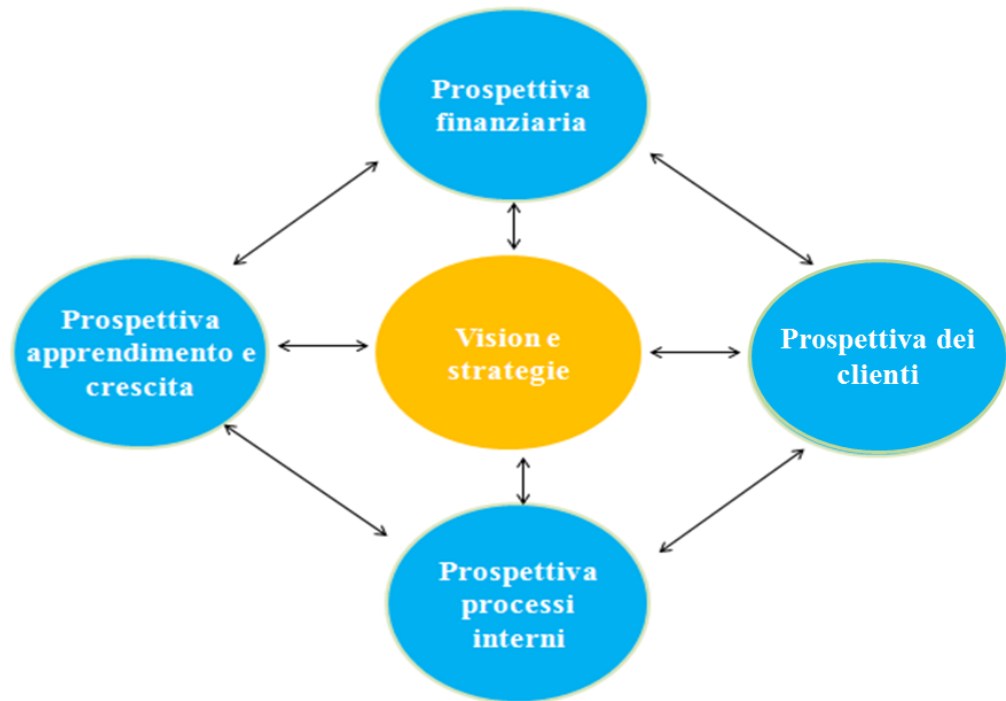 Prospettiva
finanziaria
Prospettiva
apprendimento e
crescita
Vision e
strategie
Prospettiva dei
clienti
Prospettiva
processi
interni